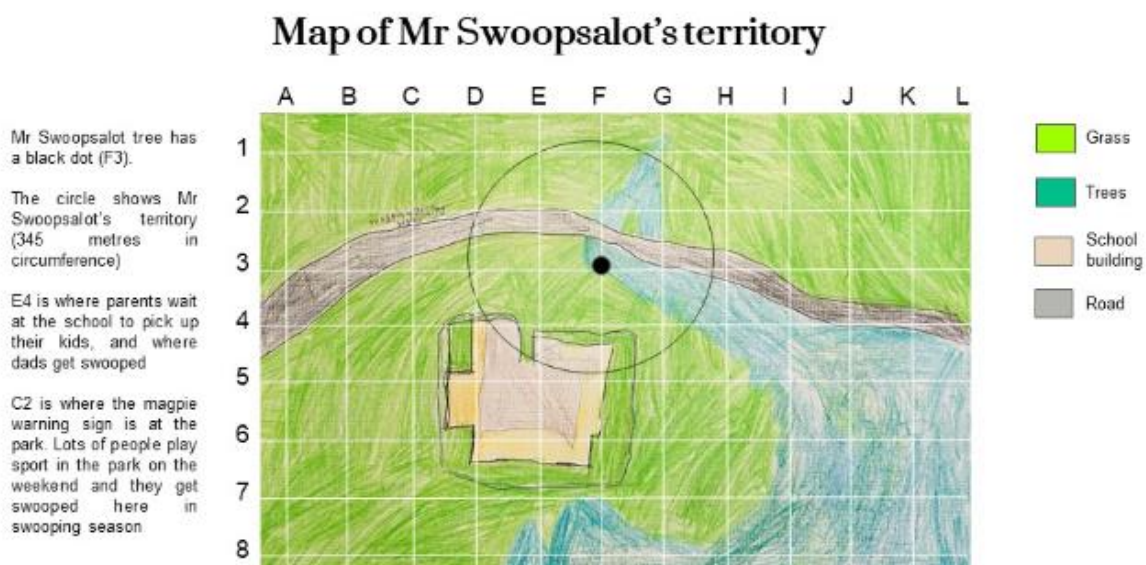 Map of Mr Swoopsalot's territory
A B C D E F G H I J K L
Mr Swoopsalot tree has
a black dot (F3).
The circle shows Mr
Swoopsalot's territory
(345 metres in
circumference)
E4 is where parents wait
at the school to pick up
their kids, and where
dads get swooped
C2 is where the magpie
warning sign is at the
park. Lots of people play
sport in the park on the
weekend and they get
swooped here in
swooping season
1
2
3
4
5
6
7
8
Grass
Trees
School
building
Road